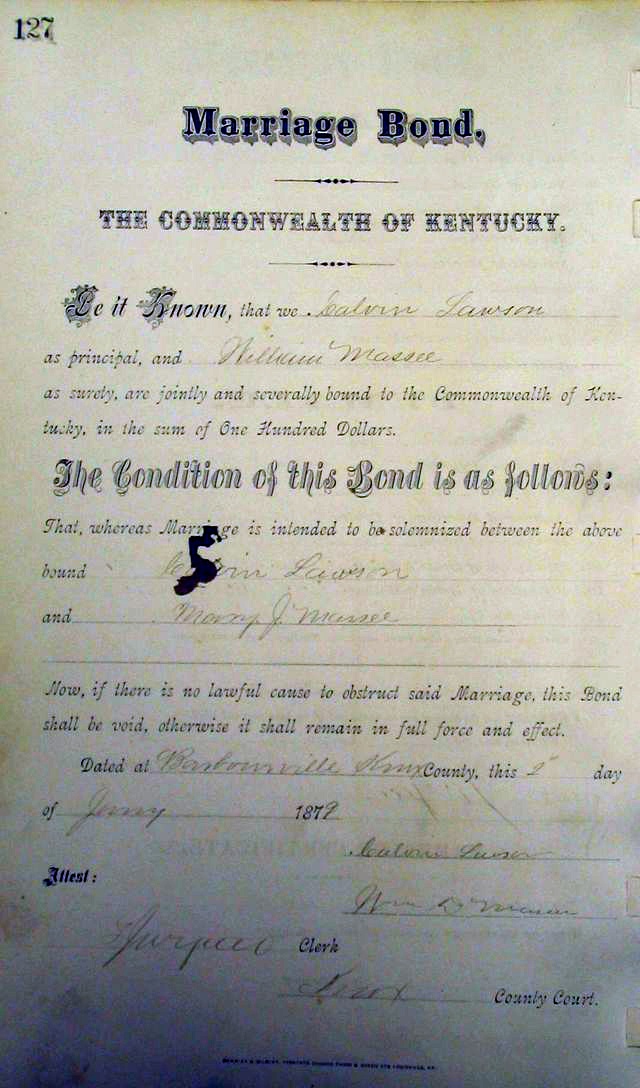 127
Marriage Bond.
THE COMMONWEALTH OF KENTUCKY.
Be it Known, that we Calvin Lawson
as principal, and William Massee
as surety, are jointly and severally bound to the Commonwealth of Ken-
tucky, in the sum of One Hundred Dollars.
The Condition of this Bond is as follows:
That, whereas Marriage is intended to be solemnized between the above
bound Calvin Lawson
and Mary J. Massee
Now, if there is no lawful cause to obstruct said Marriage, this Bond
shall be void, otherwise it shall remain in full force and effect.
Dated at Barbourville Knox County, this day
of 1879
Calvin Lawson
Attest:
Wm
Clerk
Knox County Court.